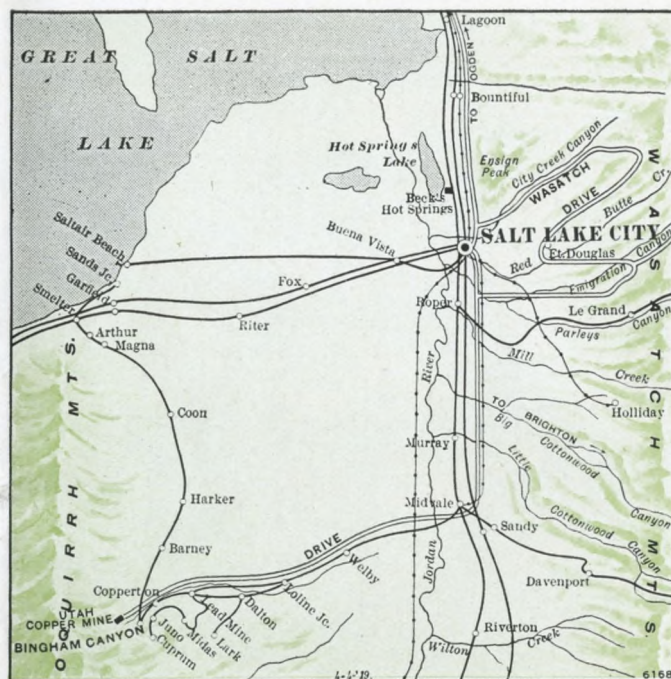 GREAT SALT
LAKE
Lagoon
TO OGDEN
Bountiful
Hot Springs
Lake
Ensign
Peak
City Creek Canyon
WASATCH
DRIVE
Beck's
Hot Springs
Butte
WASATCH MTS
Saltair Beach
Buena Vista
SALT LAKE CITY
Sands Jc.
Red
Ft. Douglas
Canyon
Garfield
Fox
Emigration
Canyon
Smelter
Riter
Roper
Le Grand
Parleys
Canyon
Arthur
Magna
River
Mill
Creek
Coon
TO BRIGHTON
Holliday
Big
Cottonwood
Canyon
Murray
Little
Cottonwood
Canyon
Harker
Midvale
Sandy
Barney
DRIVE
Welby
Jordan
Davenport
Copperton
Loline Jc.
UTAH
COPPER MINE
Lead Mine
Dalton
BINGHAM CANYON
Juno
Midas
Lark
Cuprum
Riverton
Wilton
Creek
OQUIRRH MTS.
4-4-'19.
6168